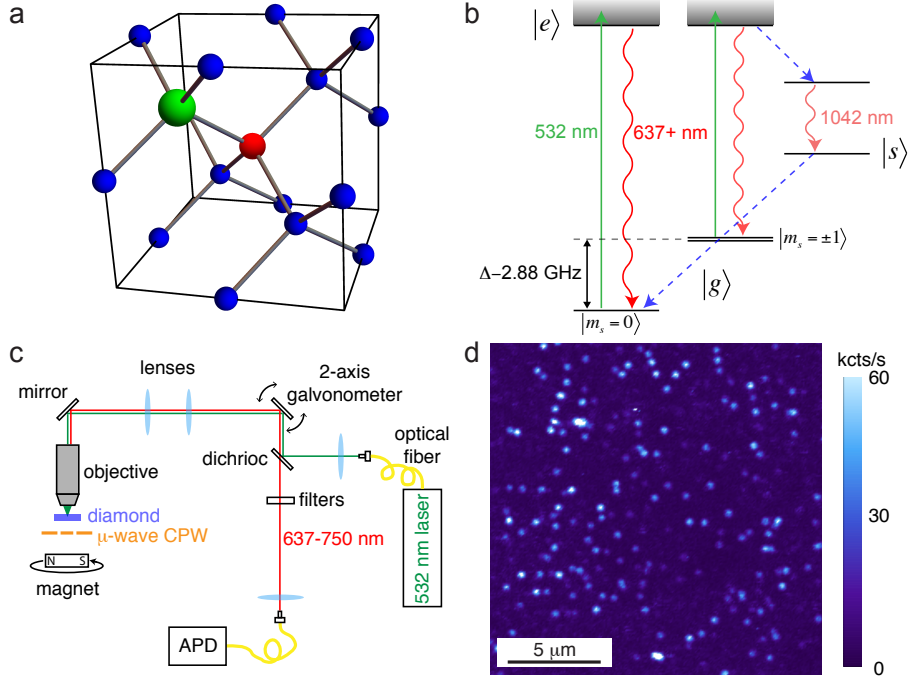 a
b
|e⟩
532 nm
637+ nm
1042 nm
|s⟩
|m_s = ±1⟩
Δ~2.88 GHz
|g⟩
|m_s = 0⟩
c
lenses
2-axis
galvonometer
mirror
optical
fiber
dichrioc
objective
filters
diamond
μ-wave CPW
637-750 nm
532 nm laser
N S
magnet
APD
d
kcts/s
60
30
0
5 μm